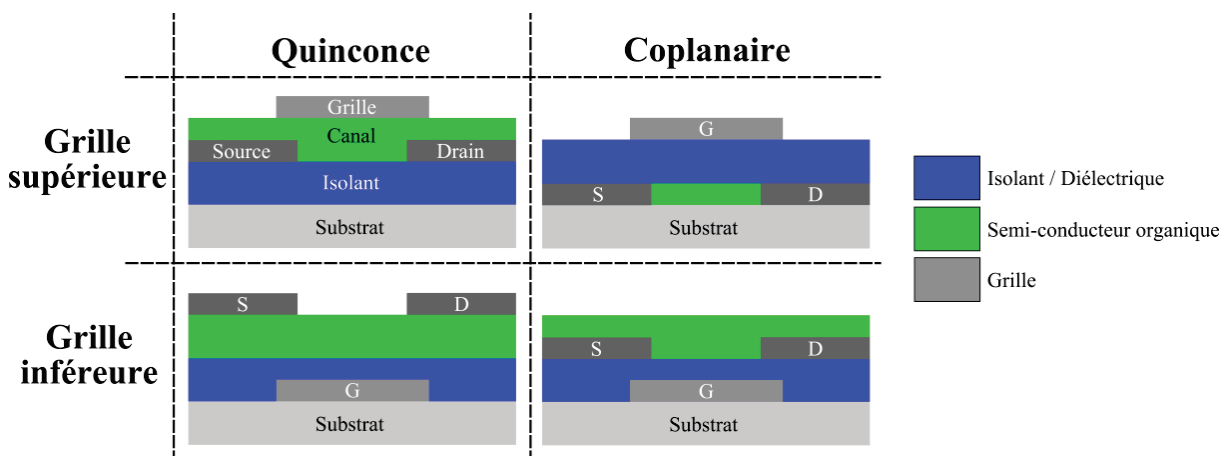 Quinconce
Coplanaire
Grille
supérieure
Grille
Canal
Source
Drain
Isolant
Substrat
G
S
D
Substrat
Isolant / Diélectrique
Semi-conducteur organique
Grille
Grille
inféreure
S
D
G
Substrat
S
D
G
Substrat